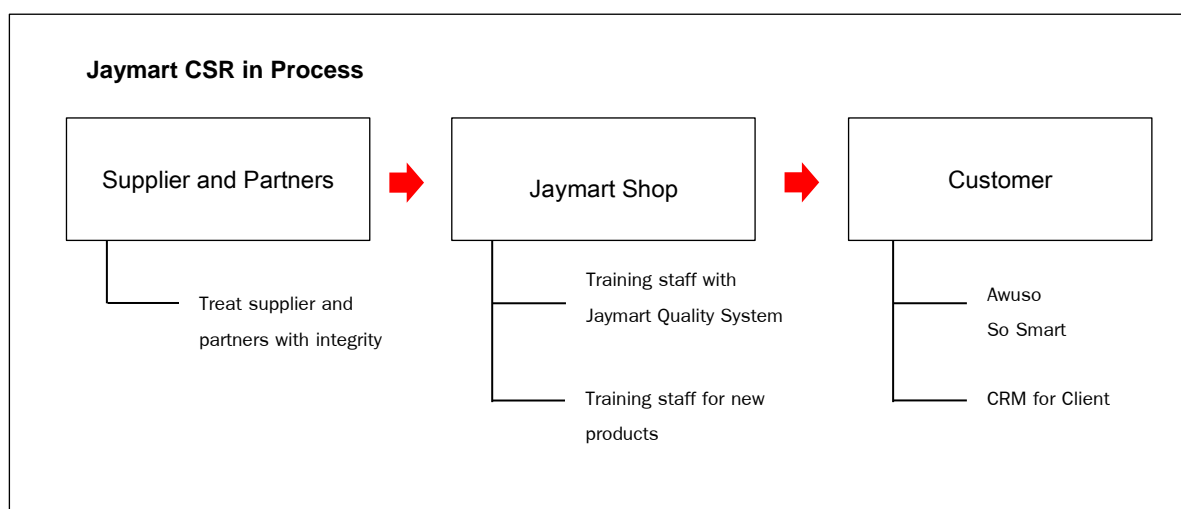 Jaymart CSR in Process
Supplier and Partners
Jaymart Shop
Customer
Treat supplier and
partners with integrity
Training staff with
Jaymart Quality System
Training staff for new
products
Awuso
So Smart
CRM for Client